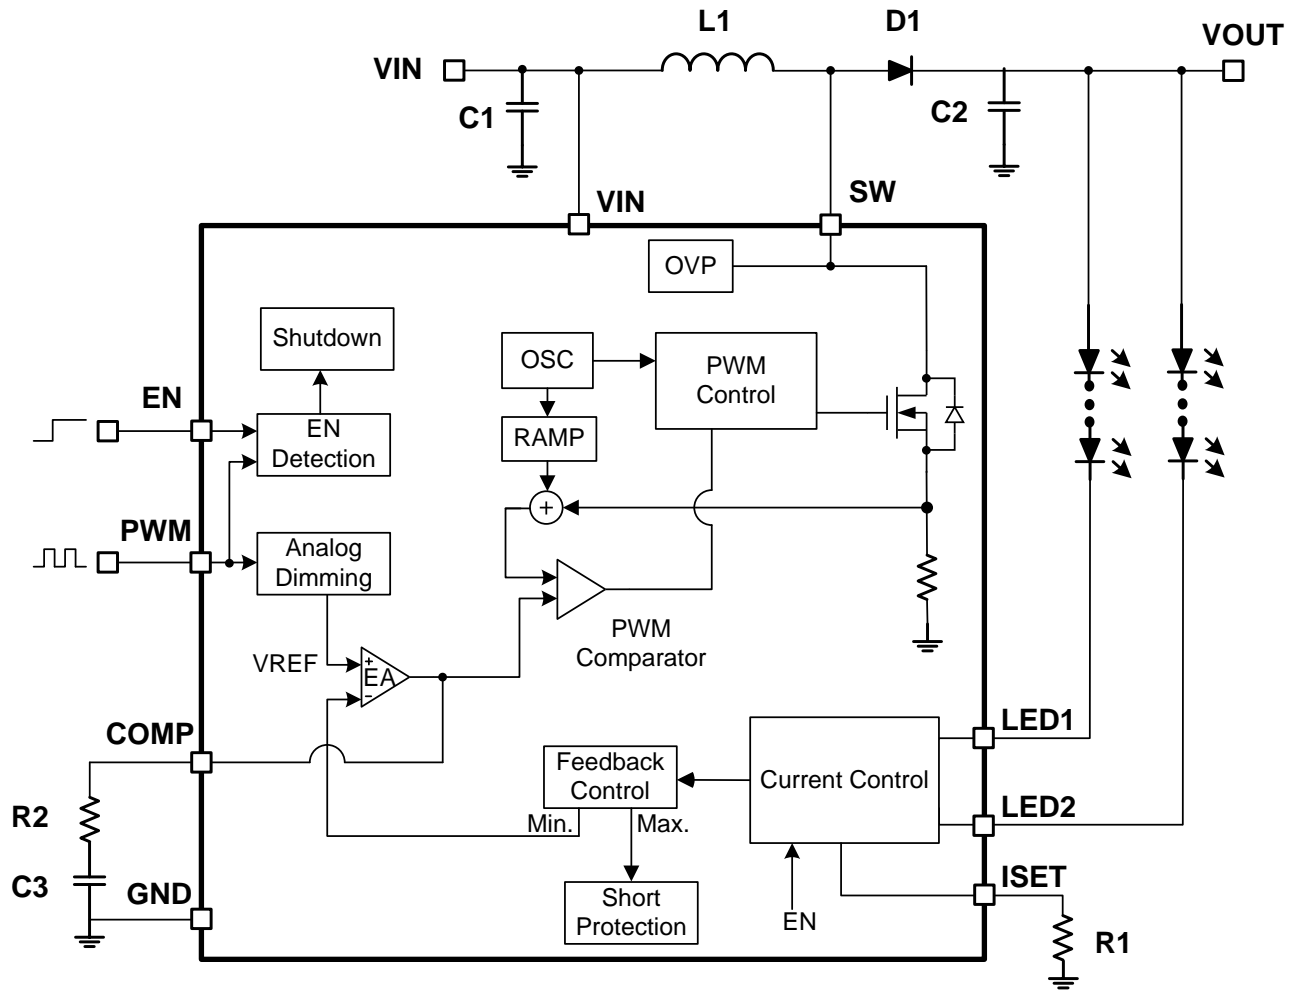 L1
D1
VOUT
VIN
C1
C2
VIN
SW
OVP
Shutdown
OSC
PWM
Control
EN
EN
Detection
RAMP
+
PWM
Analog
Dimming
PWM
Comparator
VREF
+
EA
-
COMP
LED1
Feedback
Control
Current Control
LED2
R2
Min.
Max.
C3
GND
ISET
Short
Protection
EN
R1